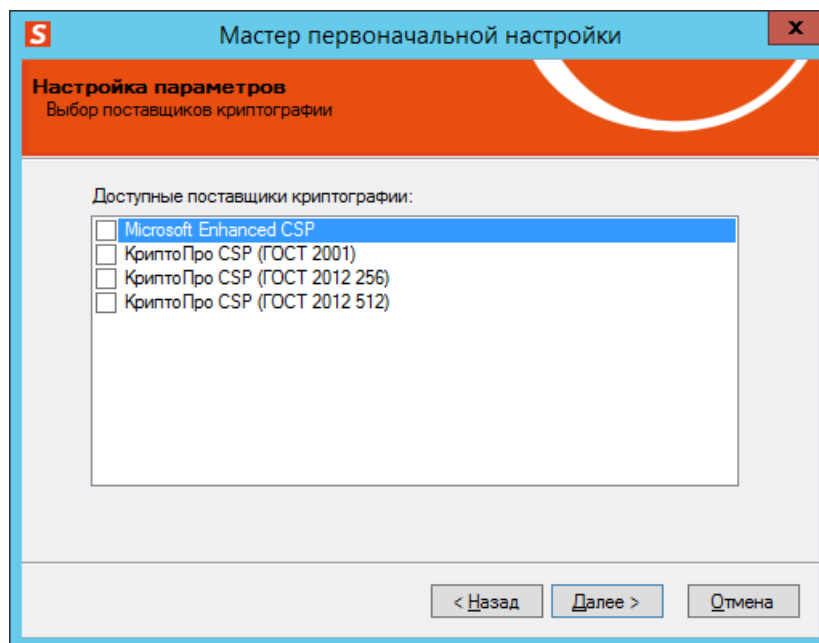 S
Мастер первоначальной настройки
x
Настройка параметров
Выбор поставщиков криптографии
Доступные поставщики криптографии:
Microsoft Enhanced CSP
КриптоПро CSP (ГОСТ 2001)
КриптоПро CSP (ГОСТ 2012 256)
КриптоПро CSP (ГОСТ 2012 512)
< Назад Далее > Отмена